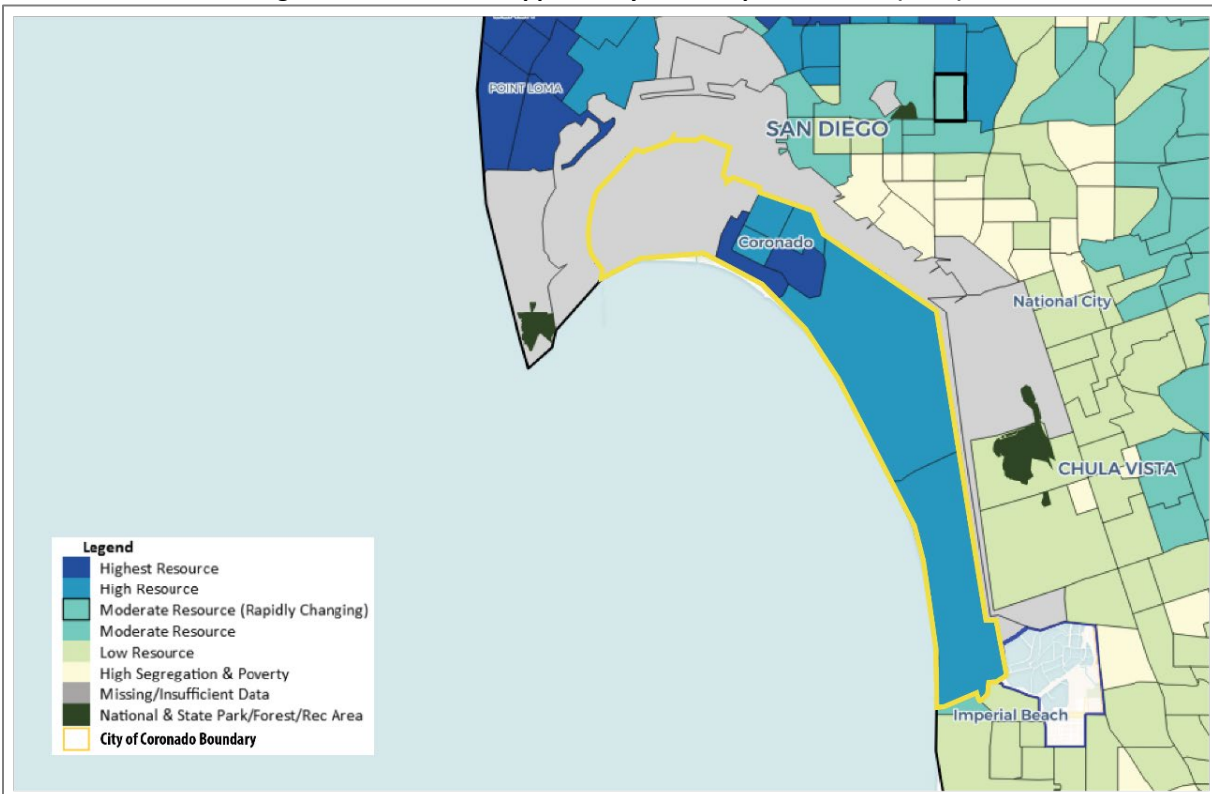 POINT LOMA
SAN DIEGO
Coronado
National City
CHULA VISTA
Imperial Beach
Legend
Highest Resource
High Resource
Moderate Resource (Rapidly Changing)
Moderate Resource
Low Resource
High Segregation & Poverty
Missing/Insufficient Data
National & State Park/Forest/Rec Area
City of Coronado Boundary